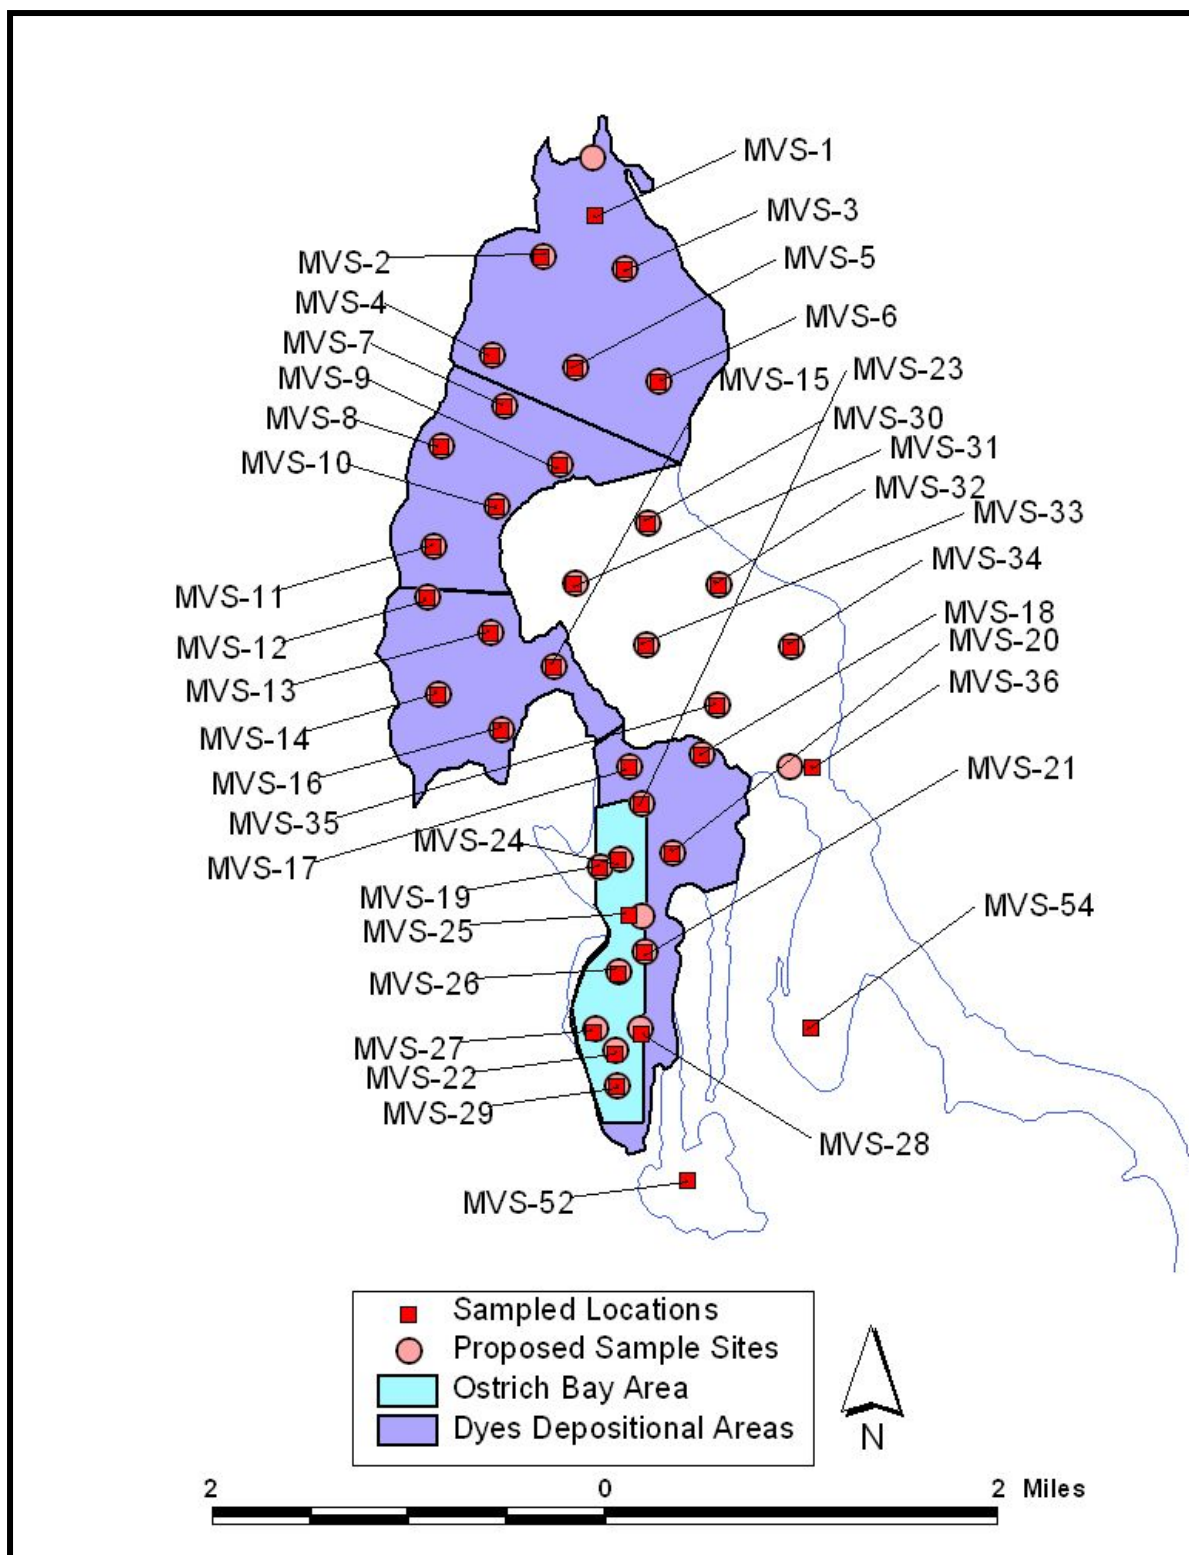 MVS-1
MVS-3
MVS-2
MVS-5
MVS-4
MVS-6
MVS-7
MVS-15
MVS-23
MVS-9
MVS-8
MVS-30
MVS-31
MVS-10
MVS-32
MVS-33
MVS-34
MVS-11
MVS-18
MVS-12
MVS-20
MVS-13
MVS-36
MVS-14
MVS-16
MVS-21
MVS-35
MVS-24
MVS-17
MVS-19
MVS-54
MVS-25
MVS-26
MVS-27
MVS-22
MVS-29
MVS-28
MVS-52
Sampled Locations
Proposed Sample Sites
Ostrich Bay Area
Dyes Depositional Areas
N
2 0 2 Miles